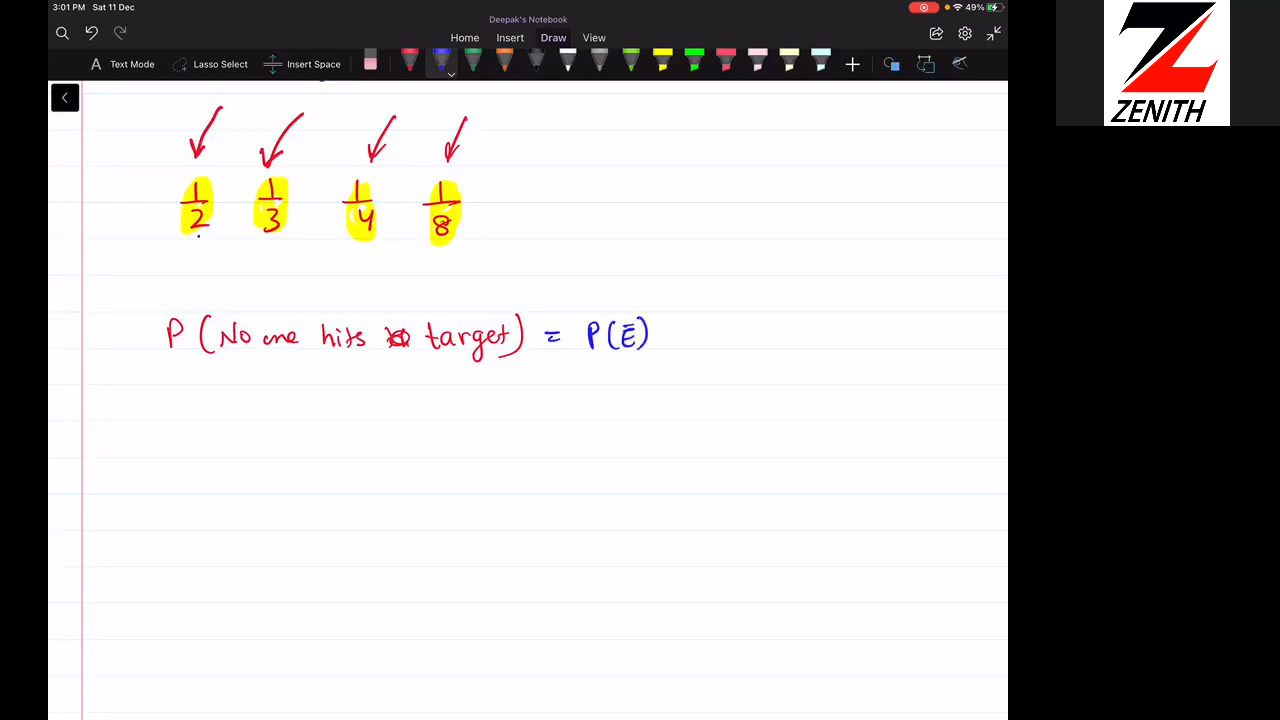 3:01 PM Sat 11 Dec
49%
Deepak's Notebook
Home Insert Draw View
A Text Mode Lasso Select Insert Space
ZENITH
1/2 1/3 1/4 1/8
P (No one hits target) = P(Ē)